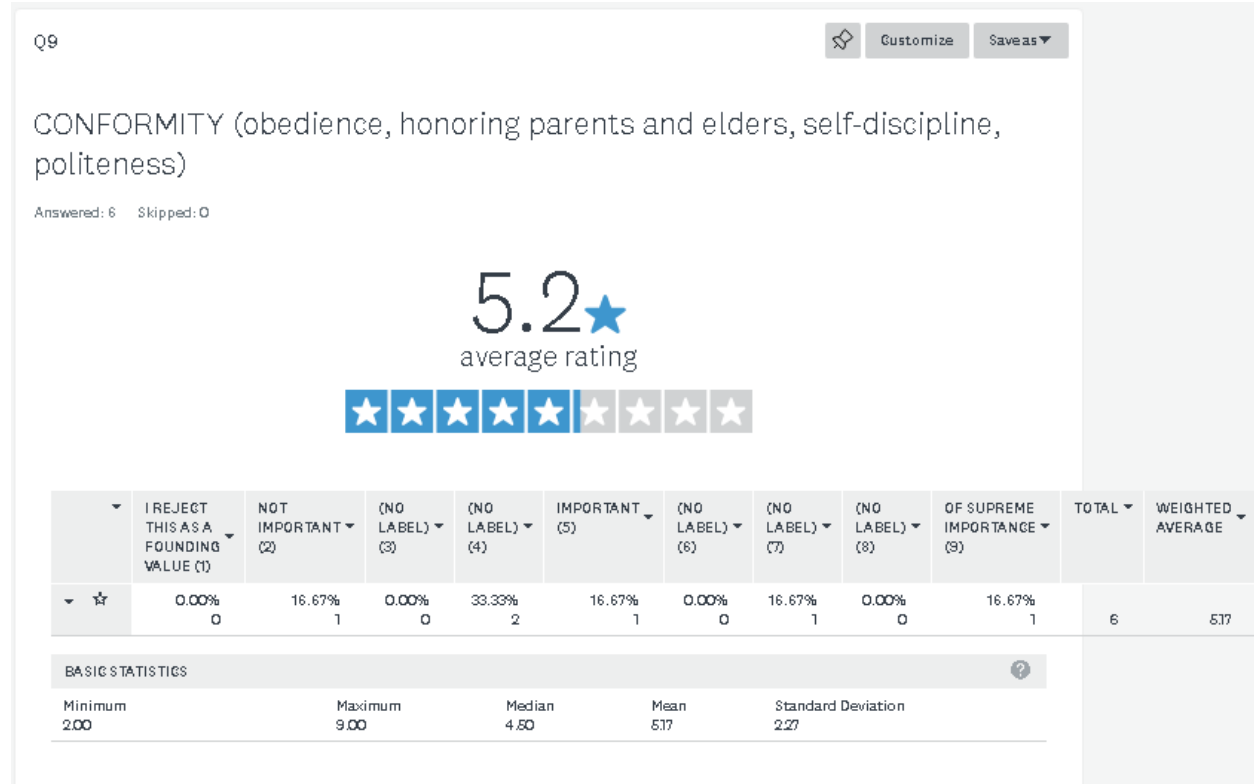 Q9
Customize
Save as
CONFORMITY (obedience, honoring parents and elders, self-discipline,
politeness)
Answered: 6 Skipped: 0
5.2
average rating
I REJECT THIS AS A FOUNDING VALUE (1)
NOT IMPORTANT (2)
(NO LABEL) (3)
(NO LABEL) (4)
IMPORTANT (5)
(NO LABEL) (6)
(NO LABEL) (7)
(NO LABEL) (8)
OF SUPREME IMPORTANCE (9)
TOTAL
WEIGHTED AVERAGE
0.00% 16.67% 0.00% 33.33% 16.67% 0.00% 16.67% 0.00% 16.67%
0 1 0 2 1 0 1 0 1 6 5.17
BASIC STATISTICS
Minimum Maximum Median Mean Standard Deviation
2.00 9.00 4.50 5.17 2.27